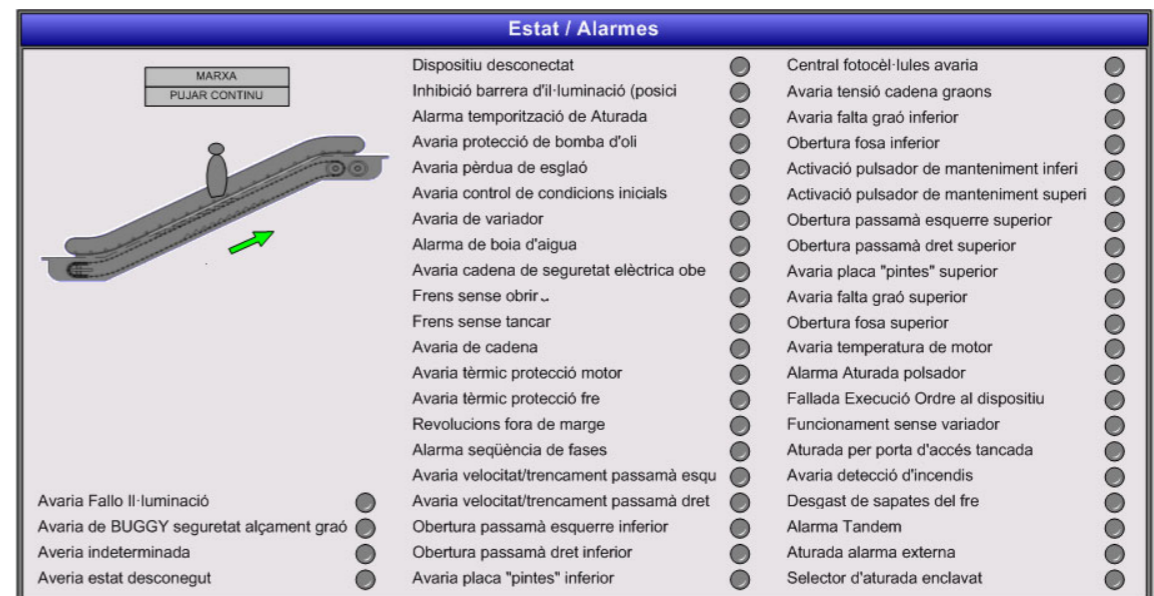 Estat / Alarmes
MARXA
PUJAR CONTINU
Avaria Fallo Il·luminació
Avaria de BUGGY seguretat alçament graó
Averia indeterminada
Averia estat desconegut
Dispositiu desconectat
Inhibició barrera d'il·luminació (posici
Alarma temporització de Aturada
Avaria protecció de bomba d'oli
Avaria pèrdua de esglaó
Avaria control de condicions inicials
Avaria de variador
Alarma de boia d'aigua
Avaria cadena de seguretat elèctrica obe
Frens sense obrir
Frens sense tancar
Avaria de cadena
Avaria tèrmic protecció motor
Avaria tèrmic protecció fre
Revolucions fora de marge
Alarma seqüència de fases
Avaria velocitat/trencament passamà esqu
Avaria velocitat/trencament passamà dret
Obertura passamà esquerre inferior
Obertura passamà dret inferior
Avaria placa "pintes" inferior
Central fotocèl·lules avaria
Avaria tensió cadena graons
Avaria falta graó inferior
Obertura fosa inferior
Activació pulsador de manteniment inferi
Activació pulsador de manteniment superi
Obertura passamà esquerre superior
Obertura passamà dret superior
Avaria placa "pintes" superior
Avaria falta graó superior
Obertura fosa superior
Avaria temperatura de motor
Alarma Aturada polsador
Fallada Execució Ordre al dispositiu
Funcionament sense variador
Aturada per porta d'accés tancada
Avaria detecció d'incendis
Desgast de sapates del fre
Alarma Tandem
Aturada alarma externa
Selector d'aturada enclavat